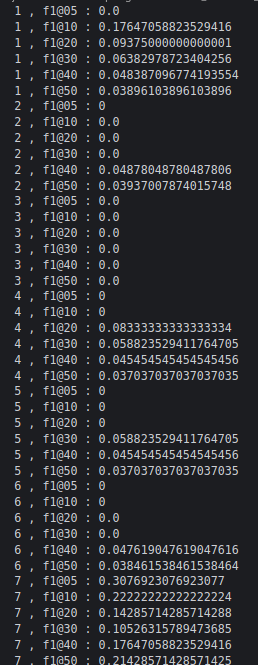 1 , f1@05 : 0.0
1 , f1@10 : 0.17647058823529416
1 , f1@20 : 0.09375000000000001
1 , f1@30 : 0.06382978723404256
1 , f1@40 : 0.048387096774193554
1 , f1@50 : 0.03896103896103896
2 , f1@05 : 0
2 , f1@10 : 0.0
2 , f1@20 : 0.0
2 , f1@30 : 0.0
2 , f1@40 : 0.04878048780487806
2 , f1@50 : 0.03937007874015748
3 , f1@05 : 0.0
3 , f1@10 : 0.0
3 , f1@20 : 0.0
3 , f1@30 : 0.0
3 , f1@40 : 0.0
3 , f1@50 : 0.0
4 , f1@05 : 0
4 , f1@10 : 0
4 , f1@20 : 0.08333333333333334
4 , f1@30 : 0.058823529411764705
4 , f1@40 : 0.045454545454545456
4 , f1@50 : 0.037037037037037035
5 , f1@05 : 0
5 , f1@10 : 0
5 , f1@20 : 0
5 , f1@30 : 0.058823529411764705
5 , f1@40 : 0.045454545454545456
5 , f1@50 : 0.037037037037037035
6 , f1@05 : 0
6 , f1@10 : 0
6 , f1@20 : 0.0
6 , f1@30 : 0.0
6 , f1@40 : 0.047619047619047616
6 , f1@50 : 0.038461538461538464
7 , f1@05 : 0.3076923076923077
7 , f1@10 : 0.22222222222222224
7 , f1@20 : 0.14285714285714288
7 , f1@30 : 0.10526315789473685
7 , f1@40 : 0.17647058823529416
7 , f1@50 : 0.21428571428571425